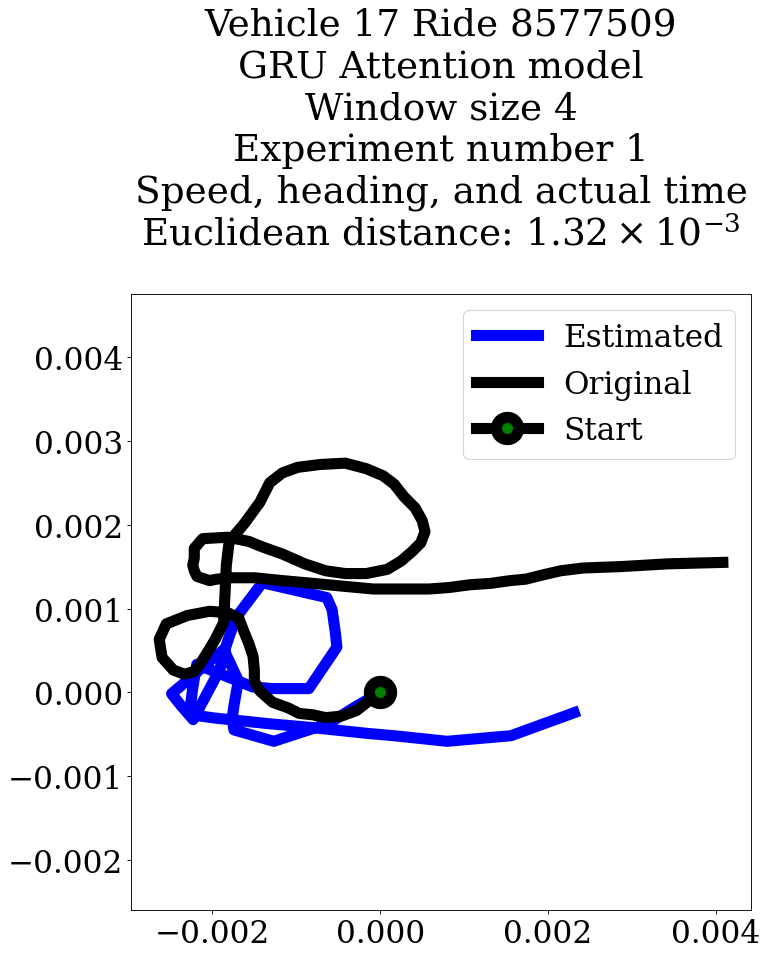 Vehicle 17 Ride 8577509
GRU Attention model
Window size 4
Experiment number 1
Speed, heading, and actual time
Euclidean distance: 1.32 × 10⁻³
Estimated
Original
Start
0.004
0.003
0.002
0.001
0.000
−0.001
−0.002
−0.002 0.000 0.002 0.004